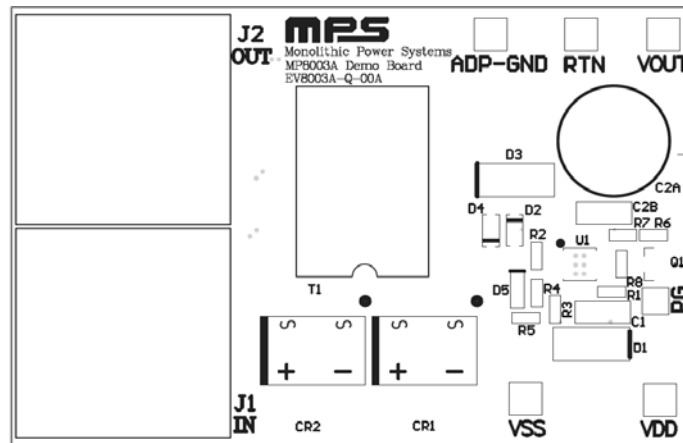 J2
OUT
MPS
Monolithic Power Systems
MP8003A Demo Board
EV8003A-Q-00A
ADP-GND
RTN
VOUT
D3
C2A
D4
D2
C2B
R7
R6
R2
U1
Q1
T1
D5
R4
R8
R1
PG
R3
R5
C1
D1
S
S
S
S
+
-
+
-
J1
IN
CR2
CR1
VSS
VDD